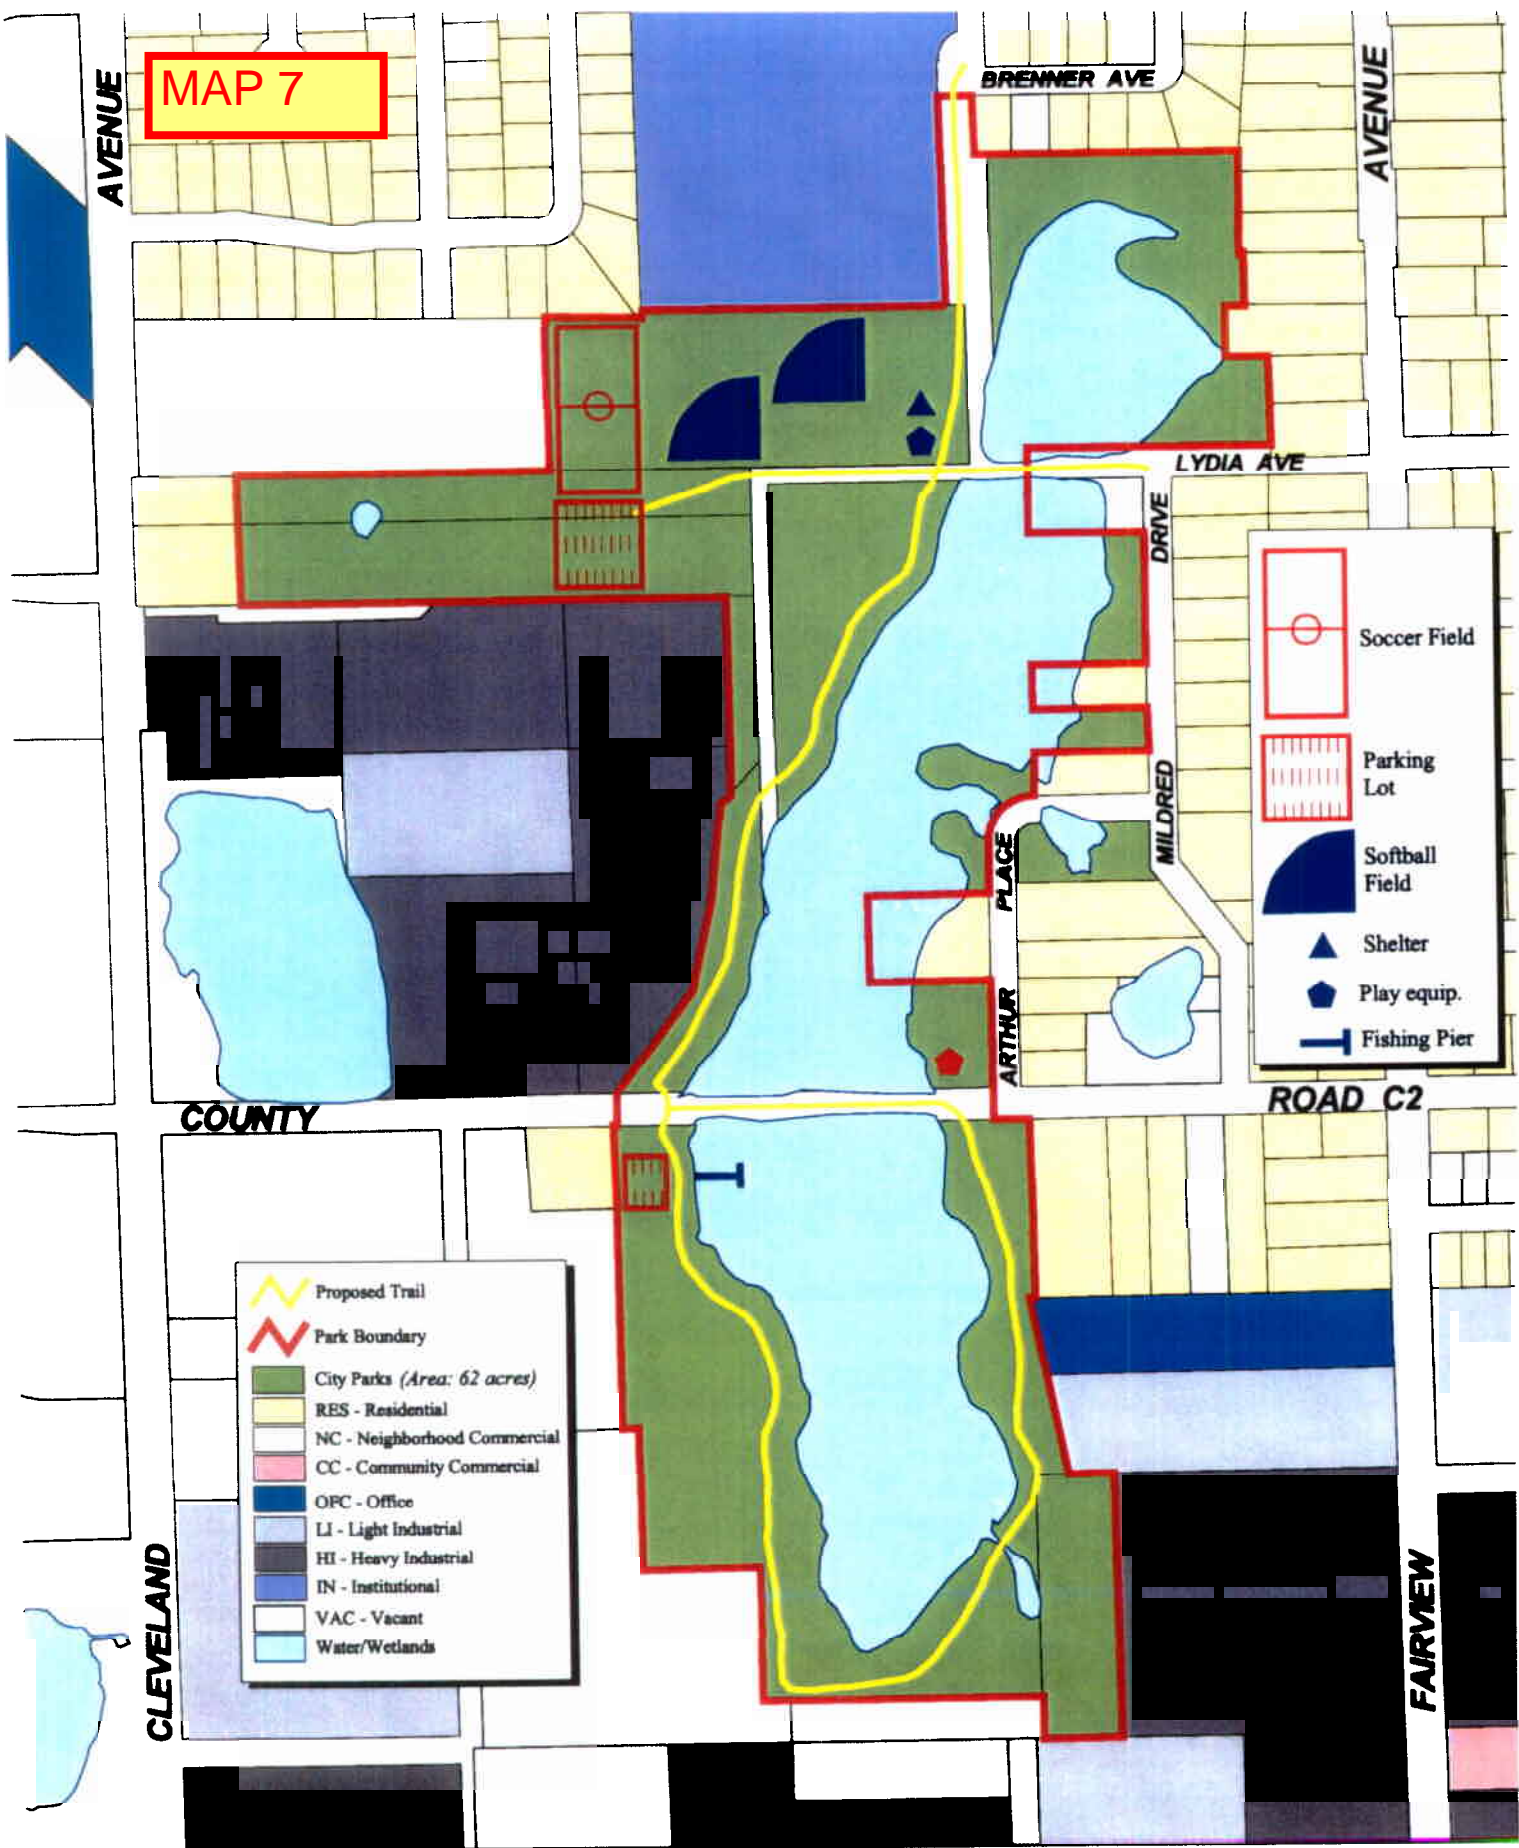 MAP 7
AVENUE
BRENNER AVE
AVENUE
LYDIA AVE
DRIVE
MILDRED
PLACE
ARTHUR
Soccer Field
Parking
Lot
Softball
Field
Shelter
Play equip.
Fishing Pier
COUNTY
ROAD C2
Proposed Trail
Park Boundary
City Parks (Area: 62 acres)
RES - Residential
NC - Neighborhood Commercial
CC - Community Commercial
OFC - Office
LI - Light Industrial
HI - Heavy Industrial
IN - Institutional
VAC - Vacant
Water/Wetlands
CLEVELAND
FAIRVIEW